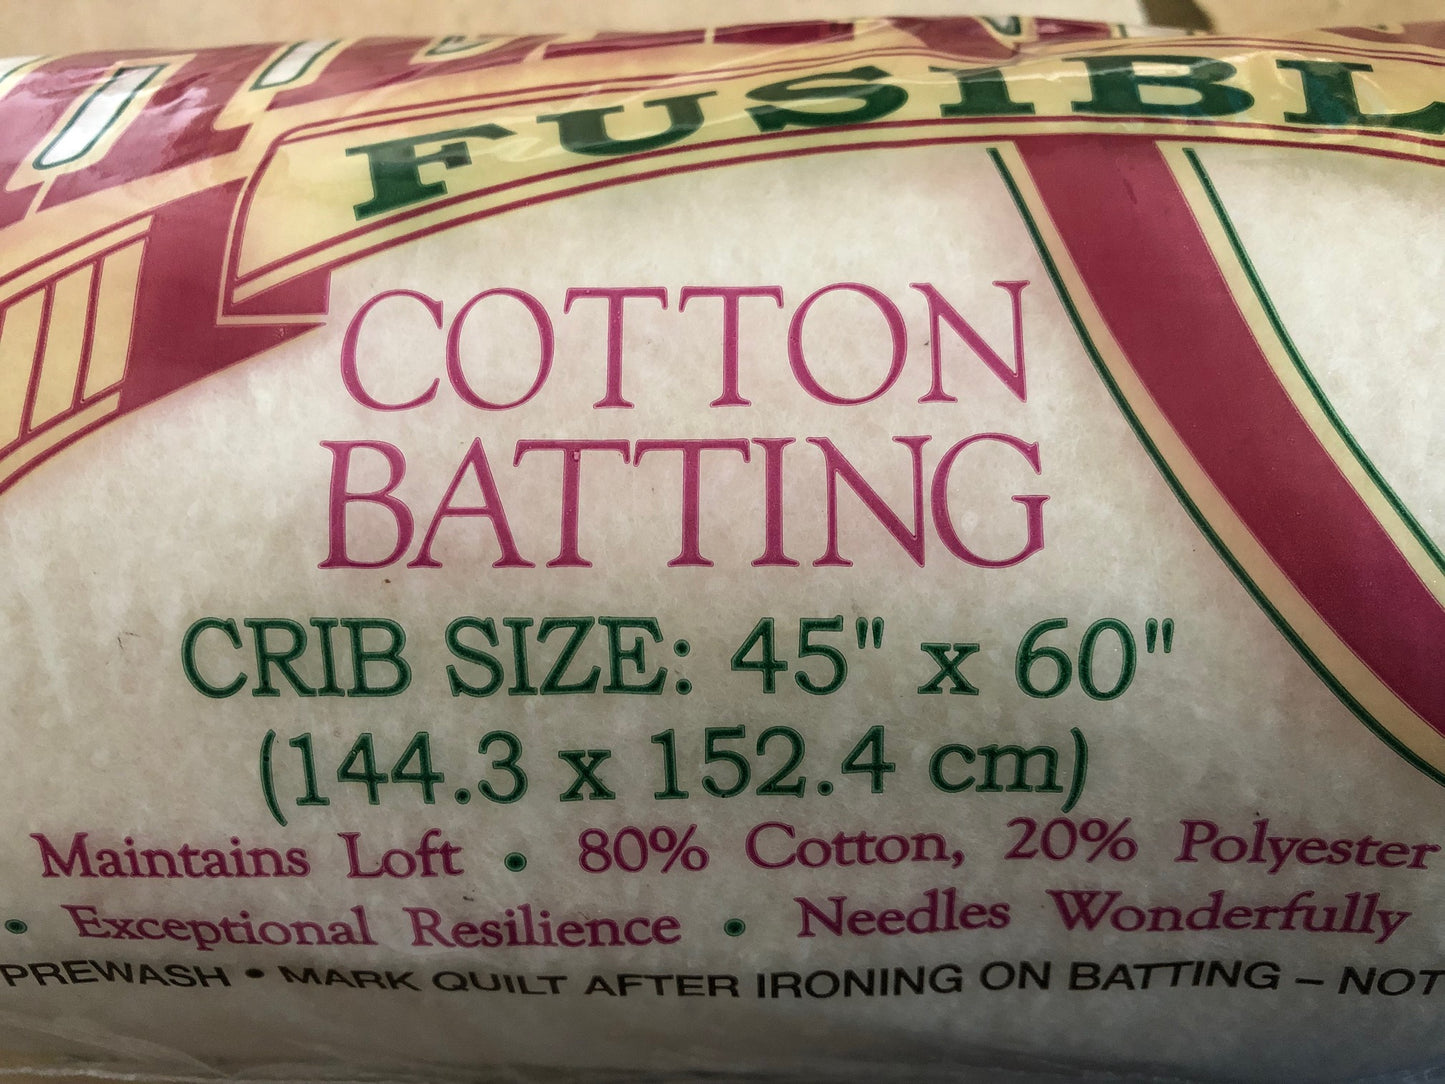 FUSIBL
COTTON
BATTING
CRIB SIZE: 45" x 60"
(144.3 x 152.4 cm)
Maintains Loft • 80% Cotton, 20% Polyester
• Exceptional Resilience • Needles Wonderfully
PREWASH • MARK QUILT AFTER IRONING ON BATTING – NOT